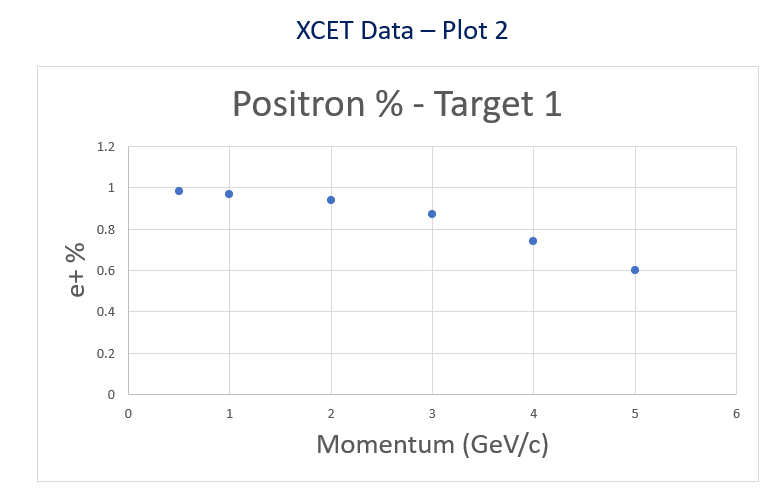 XCET Data – Plot 2
Positron % - Target 1
1.2
1
0.8
0.6
0.4
0.2
0
e+ %
0 1 2 3 4 5 6
Momentum (GeV/c)